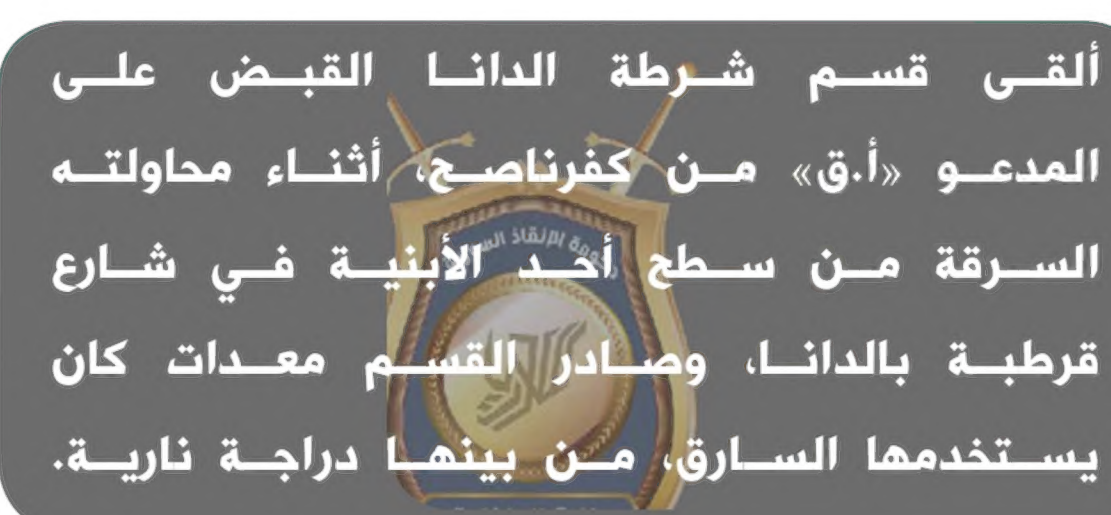 ألقى قسم شرطة الدانا القبض على
المدعو «أ.ق» من كفرناصح، أثناء محاولته
السرقة من سطح أحد الأبنية في شارع
قرطبة بالدانا، وصادر القسم معدات كان
يستخدمها السارق، من بينها دراجة نارية.